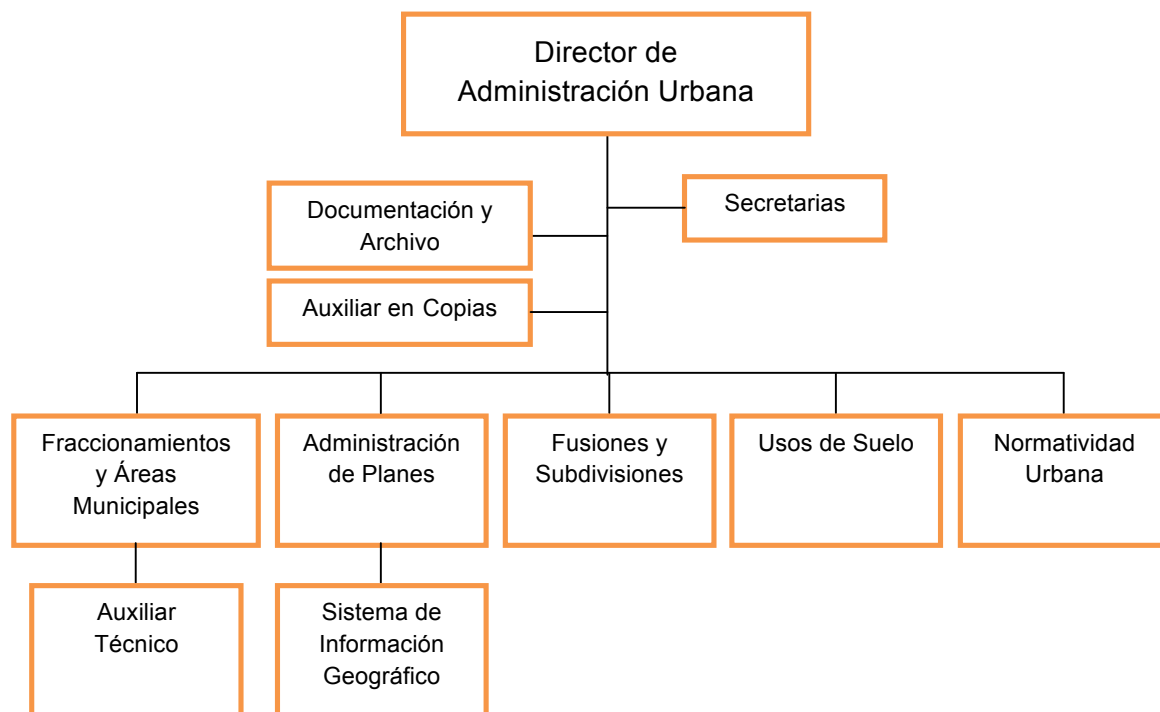 Director de
Administración Urbana
Documentación y
Archivo
Secretarias
Auxiliar en Copias
Fraccionamientos
y Áreas
Municipales
Administración
de Planes
Fusiones y
Subdivisiones
Usos de Suelo
Normatividad
Urbana
Auxiliar
Técnico
Sistema de
Información
Geográfico